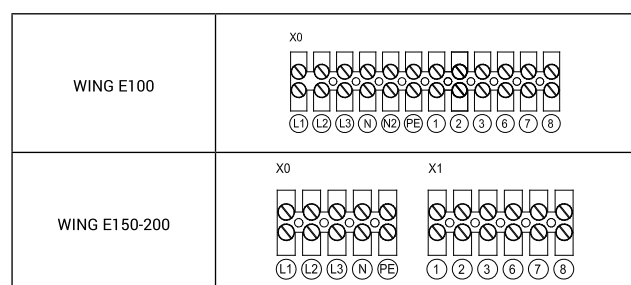 X0
WING E100
L1 L2 L3 N N2 PE 1 2 3 6 7 8
X0 X1
WING E150-200
L1 L2 L3 N PE 1 2 3 6 7 8